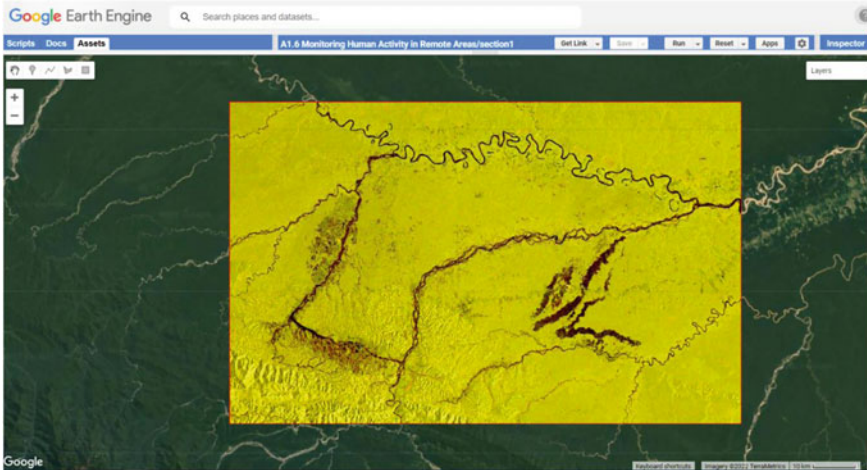 Google Earth Engine
Search places and datasets...
Scripts Docs Assets
A1.6 Monitoring Human Activity in Remote Areas/section1
Get Link Save Run Reset Apps
Inspector
Layers
+
−
Google
Keyboard shortcuts Imagery ©2022 TerraMetrics 10 km